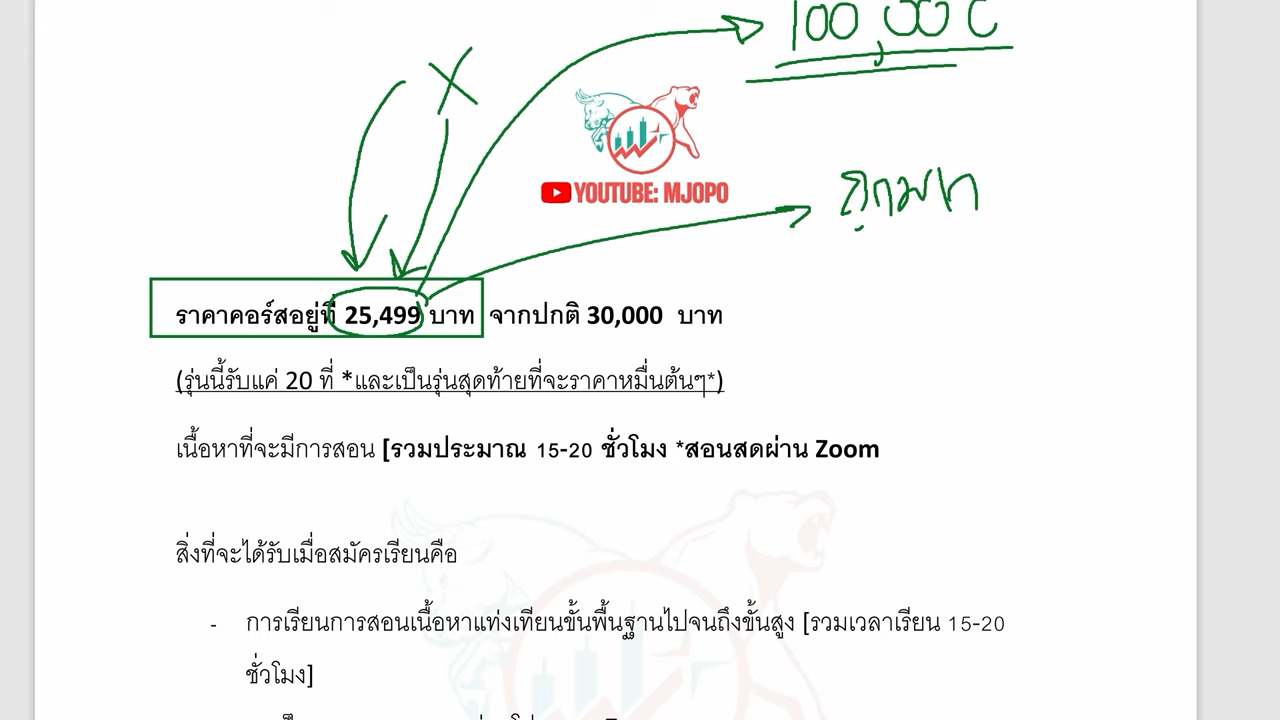 100,000
YOUTUBE: MJOPO
ถูกมาก
ราคาคอร์สอยู่ที่ 25,499 บาท จากปกติ 30,000 บาท
(รุ่นนี้รับแค่ 20 ที่ *และเป็นรุ่นสุดท้ายที่จะราคาหมื่นต้นๆ*)
เนื้อหาที่จะมีการสอน [รวมประมาณ 15-20 ชั่วโมง *สอนสดผ่าน Zoom
สิ่งที่จะได้รับเมื่อสมัครเรียนคือ
- การเรียนการสอนเนื้อหาแท่งเทียนขั้นพื้นฐานไปจนถึงขั้นสูง [รวมเวลาเรียน 15-20
ชั่วโมง]